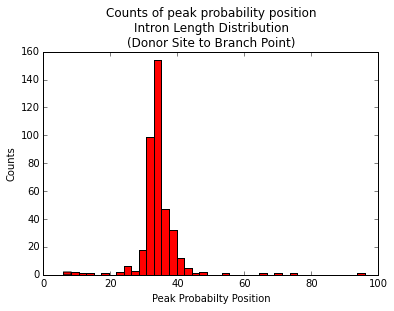 Counts of peak probability position
Intron Length Distribution
(Donor Site to Branch Point)
160
140
120
100
80
60
40
20
0
Counts
0 20 40 60 80 100
Peak Probabilty Position